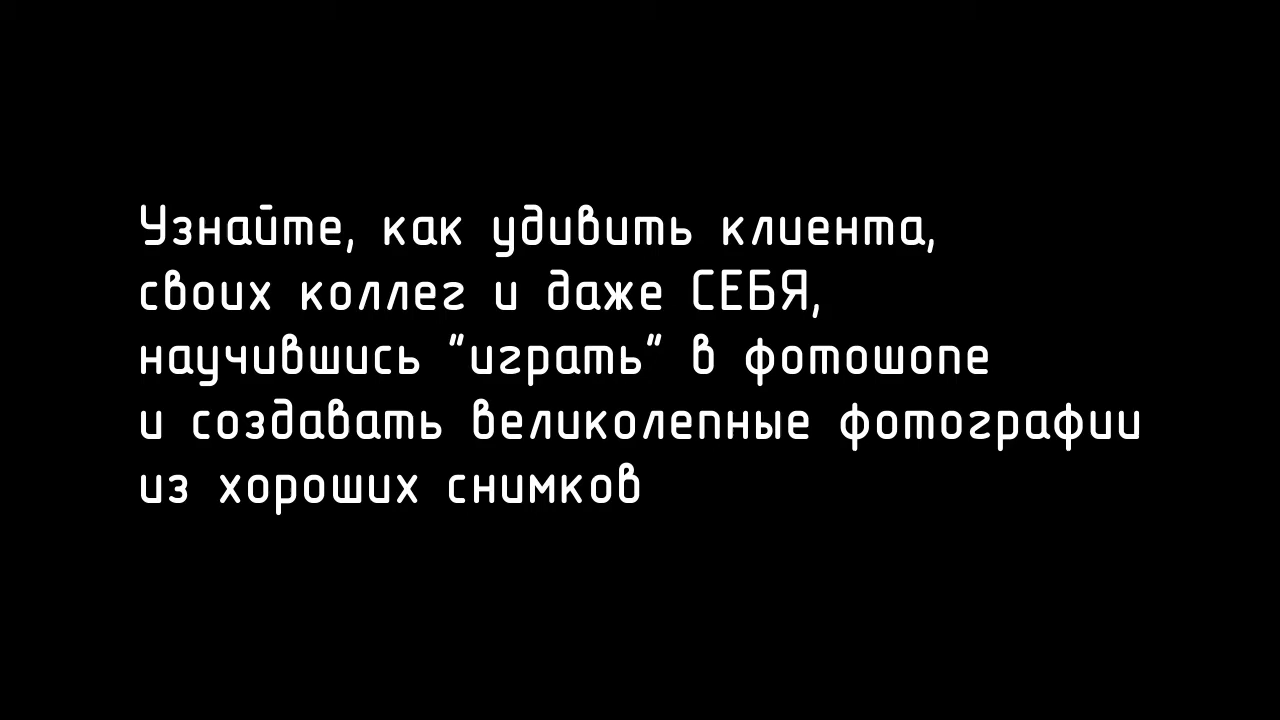 Узнайте, как удивить клиента,
своих коллег и даже СЕБЯ,
научившись "играть" в фотошопе
и создавать великолепные фотографии
из хороших снимков